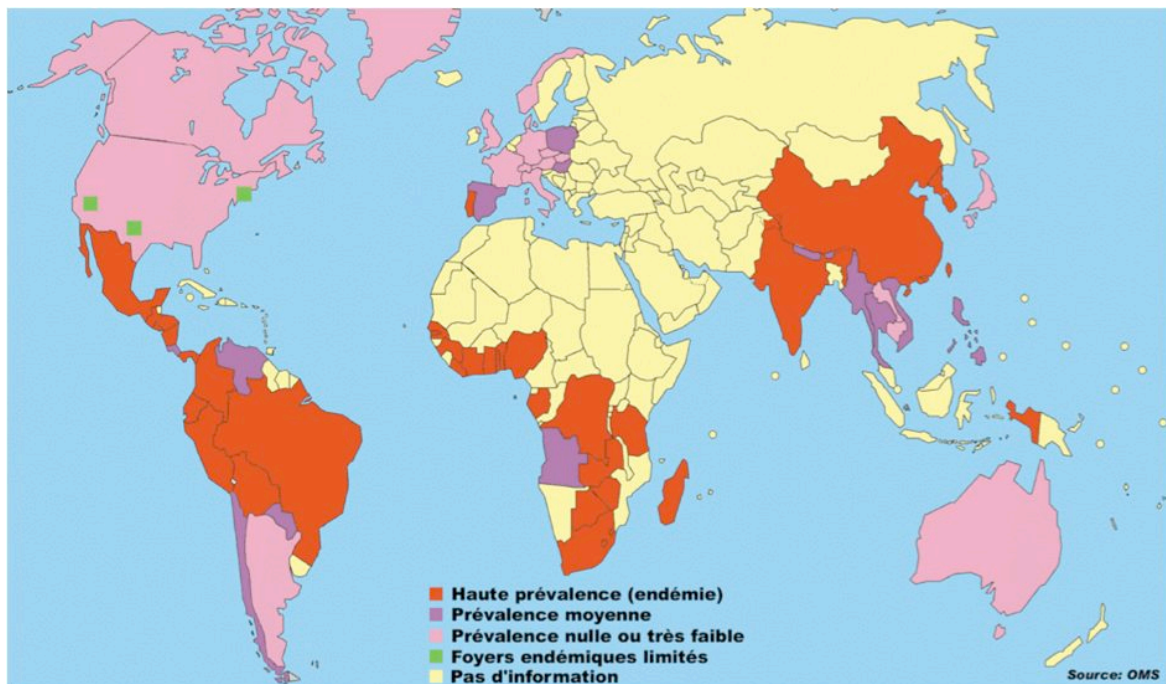 Haute prévalence (endémie)
Prévalence moyenne
Prévalence nulle ou très faible
Foyers endémiques limités
Pas d'information
Source: OMS